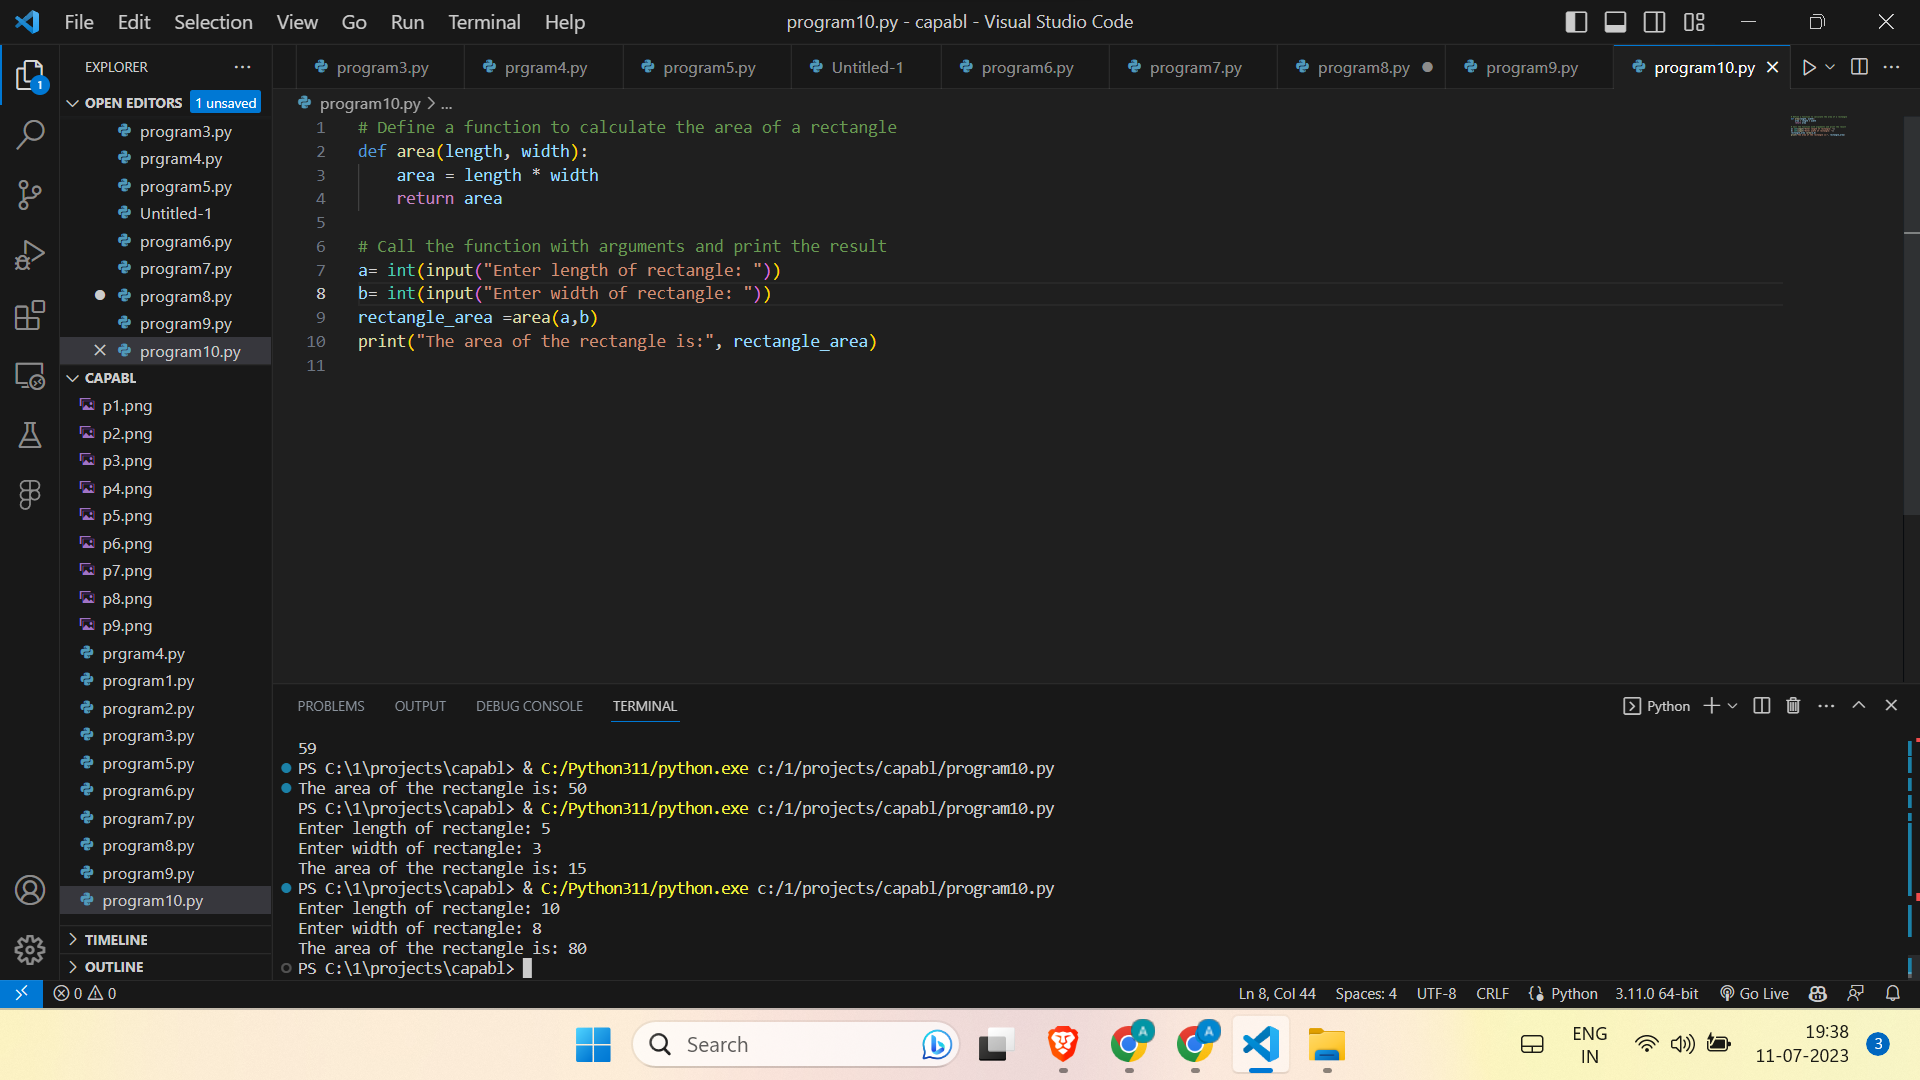 File Edit Selection View Go Run Terminal Help
program10.py - capabl - Visual Studio Code
EXPLORER
OPEN EDITORS 1 unsaved
program3.py
prgram4.py
program5.py
Untitled-1
program6.py
program7.py
program8.py
program9.py
program10.py
CAPABL
p1.png
p2.png
p3.png
p4.png
p5.png
p6.png
p7.png
p8.png
p9.png
prgram4.py
program1.py
program2.py
program3.py
program5.py
program6.py
program7.py
program8.py
program9.py
program10.py
TIMELINE
OUTLINE
1
program3.py prgram4.py program5.py Untitled-1 program6.py program7.py program8.py program9.py program10.py
program10.py > ...
1 # Define a function to calculate the area of a rectangle
2 def area(length, width):
3 area = length * width
4 return area
5
6 # Call the function with arguments and print the result
7 a= int(input("Enter length of rectangle: "))
8 b= int(input("Enter width of rectangle: "))
9 rectangle_area =area(a,b)
10 print("The area of the rectangle is:", rectangle_area)
11
PROBLEMS OUTPUT DEBUG CONSOLE TERMINAL
Python
59
PS C:\1\projects\capabl> & C:/Python311/python.exe c:/1/projects/capabl/program10.py
The area of the rectangle is: 50
PS C:\1\projects\capabl> & C:/Python311/python.exe c:/1/projects/capabl/program10.py
Enter length of rectangle: 5
Enter width of rectangle: 3
The area of the rectangle is: 15
PS C:\1\projects\capabl> & C:/Python311/python.exe c:/1/projects/capabl/program10.py
Enter length of rectangle: 10
Enter width of rectangle: 8
The area of the rectangle is: 80
PS C:\1\projects\capabl>
0 0
Ln 8, Col 44 Spaces: 4 UTF-8 CRLF Python 3.11.0 64-bit Go Live
Search
A A
ENG
IN
19:38
11-07-2023
3